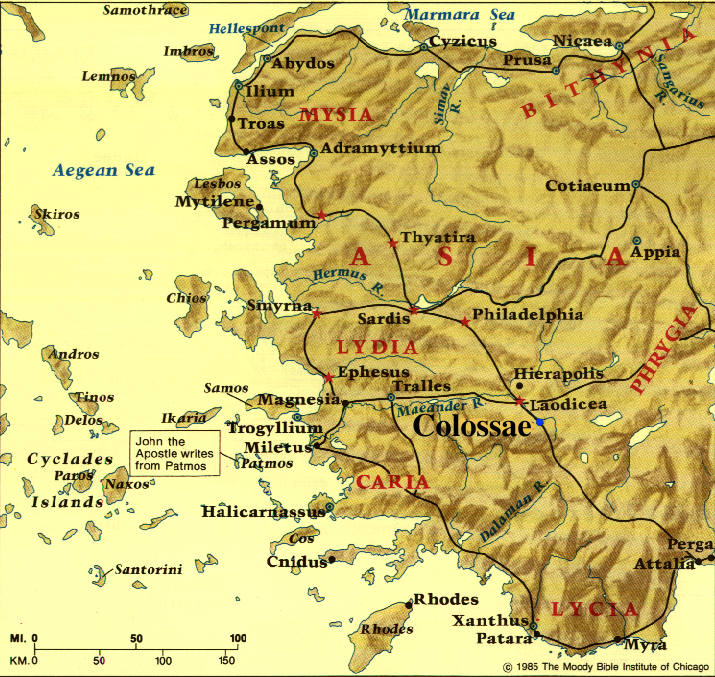 Samothrace
Hellespont
Marmara Sea
Imbros
Cyzicus
Nicaea
Prusa
Abydos
Lemnos
BITHYNIA
Sangarius
R.
Ilium
Simav
R.
MYSIA
Troas
Adramyttium
Assos
Aegean Sea
Lesbos
Mytilene
Cotiaeum
Skiros
Pergamum
Thyatira
Appia
ASIA
Hermus R.
Chios
Smyrna
Sardis
Philadelphia
LYDIA
PHRYGIA
Andros
Ephesus
Hierapolis
Samos
Tralles
Tinos
Magnesia
Maeander R.
Laodicea
Delos
Ikaria
Trogyllium
Colossae
John the
Apostle writes
from Patmos
Miletus
Patmos
Cyclades
Paros
Naxos
Islands
CARIA
Halicarnassus
Dalaman R.
Cos
Cnidus
Perga
Attalia
Santorini
Rhodes
Rhodes
LYCIA
Xanthus
Patara
Myra
MI. 0 50 100
KM. 0 50 100 150
© 1985 The Moody Bible Institute of Chicago